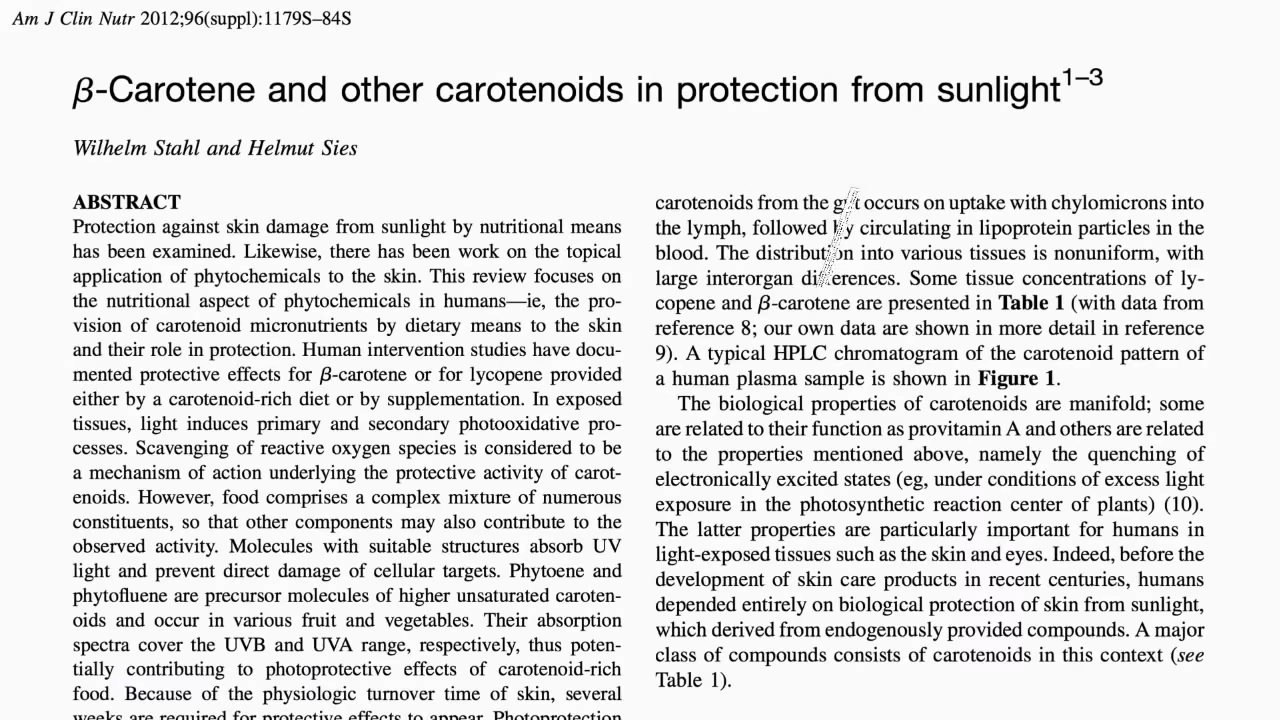 Am J Clin Nutr 2012;96(suppl):1179S–84S
β-Carotene and other carotenoids in protection from sunlight1–3
Wilhelm Stahl and Helmut Sies
ABSTRACT
Protection against skin damage from sunlight by nutritional means
has been examined. Likewise, there has been work on the topical
application of phytochemicals to the skin. This review focuses on
the nutritional aspect of phytochemicals in humans—ie, the pro-
vision of carotenoid micronutrients by dietary means to the skin
and their role in protection. Human intervention studies have docu-
mented protective effects for β-carotene or for lycopene provided
either by a carotenoid-rich diet or by supplementation. In exposed
tissues, light induces primary and secondary photooxidative pro-
cesses. Scavenging of reactive oxygen species is considered to be
a mechanism of action underlying the protective activity of carot-
enoids. However, food comprises a complex mixture of numerous
constituents, so that other components may also contribute to the
observed activity. Molecules with suitable structures absorb UV
light and prevent direct damage of cellular targets. Phytoene and
phytofluene are precursor molecules of higher unsaturated caroten-
oids and occur in various fruit and vegetables. Their absorption
spectra cover the UVB and UVA range, respectively, thus poten-
tially contributing to photoprotective effects of carotenoid-rich
food. Because of the physiologic turnover time of skin, several
weeks are required for protective effects to appear. Photoprotection
carotenoids from the gut occurs on uptake with chylomicrons into
the lymph, followed by circulating in lipoprotein particles in the
blood. The distribution into various tissues is nonuniform, with
large interorgan differences. Some tissue concentrations of ly-
copene and β-carotene are presented in Table 1 (with data from
reference 8; our own data are shown in more detail in reference
9). A typical HPLC chromatogram of the carotenoid pattern of
a human plasma sample is shown in Figure 1.
The biological properties of carotenoids are manifold; some
are related to their function as provitamin A and others are related
to the properties mentioned above, namely the quenching of
electronically excited states (eg, under conditions of excess light
exposure in the photosynthetic reaction center of plants) (10).
The latter properties are particularly important for humans in
light-exposed tissues such as the skin and eyes. Indeed, before the
development of skin care products in recent centuries, humans
depended entirely on biological protection of skin from sunlight,
which derived from endogenously provided compounds. A major
class of compounds consists of carotenoids in this context (see
Table 1).